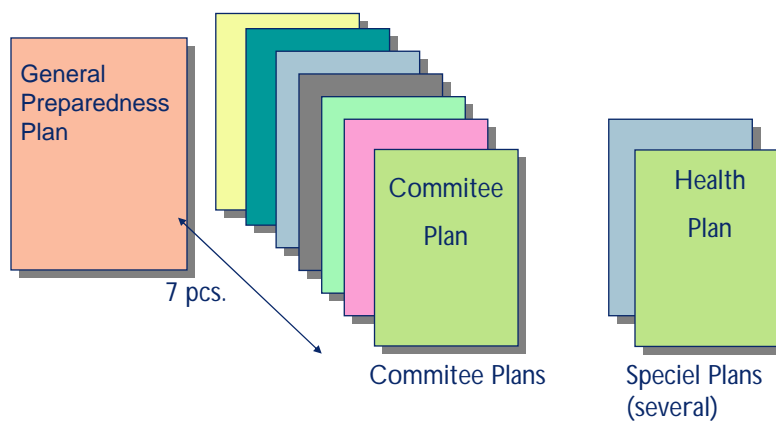 General
Preparedness
Plan
Commitee
Plan
Health
Plan
7 pcs.
Commitee Plans
Speciel Plans
(several)